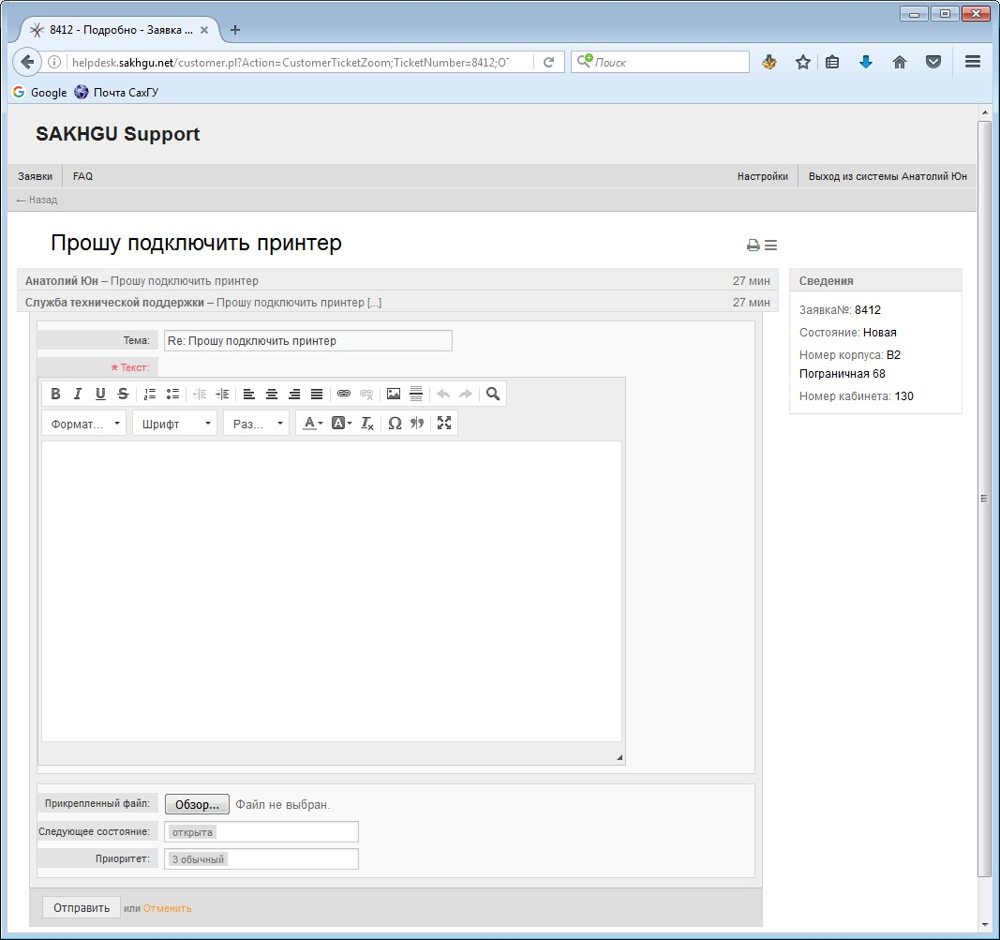 8412 - Подробно - Заявка ...
helpdesk.sakhgu.net/customer.pl?Action=CustomerTicketZoom;TicketNumber=8412;O
Поиск
Google Почта СахГУ
SAKHGU Support
Заявки FAQ Настройки Выход из системы Анатолий Юн
← Назад
Прошу подключить принтер
Анатолий Юн – Прошу подключить принтер 27 мин
Служба технической поддержки – Прошу подключить принтер [...] 27 мин
Сведения
Заявка№: 8412
Состояние: Новая
Номер корпуса: B2
Пограничная 68
Номер кабинета: 130
Тема: Re: Прошу подключить принтер
* Текст:
B I U S
Формат... Шрифт Раз... A A Ix Ω
Прикрепленный файл: Обзор... Файл не выбран.
Следующее состояние: открыта
Приоритет: 3 обычный
Отправить или Отменить